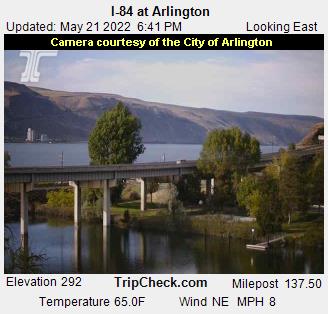 I-84 at Arlington
Updated: May 21 2022 6:41 PM Looking East
Camera courtesy of the City of Arlington
Elevation 292 TripCheck.com Milepost 137.50
Temperature 65.0F Wind NE MPH 8